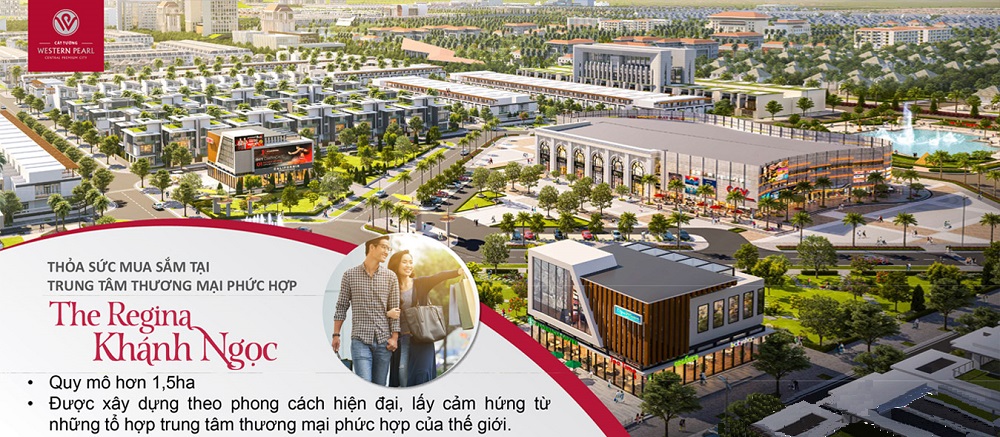 CÁT TƯỜNG
WESTERN PEARL
CENTRAL PREMIUM CITY
THỎA SỨC MUA SẮM TẠI
TRUNG TÂM THƯƠNG MẠI PHỨC HỢP
The Regina
Khánh Ngọc
• Quy mô hơn 1,5ha
• Được xây dựng theo phong cách hiện đại, lấy cảm hứng từ
những tổ hợp trung tâm thương mại phức hợp của thế giới.